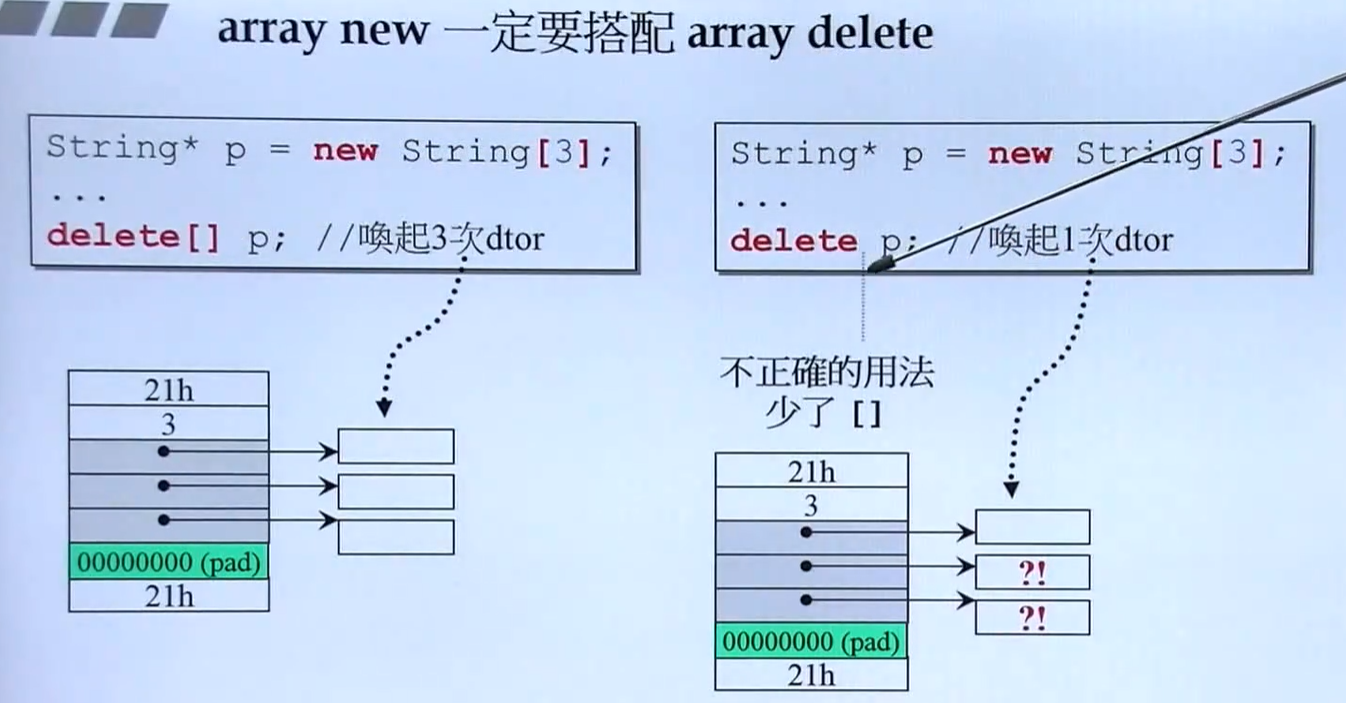 array new 一定要搭配 array delete
String* p = new String[3];
...
delete[] p; //喚起3次dtor
21h
3
00000000 (pad)
21h
String* p = new String[3];
...
delete p; //喚起1次dtor
不正確的用法
少了 []
21h
3
?!
?!
00000000 (pad)
21h